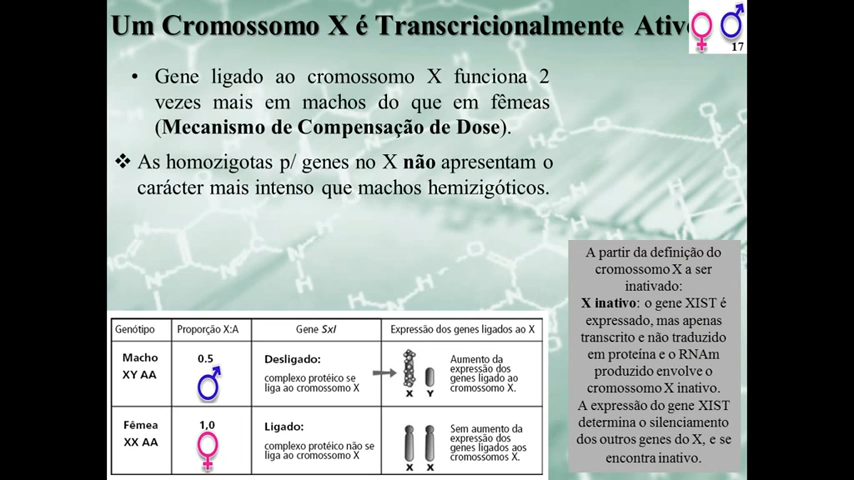 Um Cromossomo X é Transcricionalmente Ativ
17
• Gene ligado ao cromossomo X funciona 2
vezes mais em machos do que em fêmeas
(Mecanismo de Compensação de Dose).
❖ As homozigotas p/ genes no X não apresentam o
carácter mais intenso que machos hemizigóticos.
A partir da definição do
cromossomo X a ser
inativado:
X inativo: o gene XIST é
expressado, mas apenas
transcrito e não traduzido
em proteína e o RNAm
produzido envolve o
cromossomo X inativo.
A expressão do gene XIST
determina o silenciamento
dos outros genes do X, e se
encontra inativo.
Genótipo Proporção X:A Gene Sxl Expressão dos genes ligados ao X
Macho
XY AA
0.5
Desligado:
complexo protéico se
liga ao cromossomo X
X Y
Aumento da
expressão dos
genes ligado ao
cromossomo X.
Fêmea
XX AA
1,0
Ligado:
complexo protéico não se
liga ao cromossomo X
X X
Sem aumento da
expressão dos
genes ligados aos
cromossomos X.